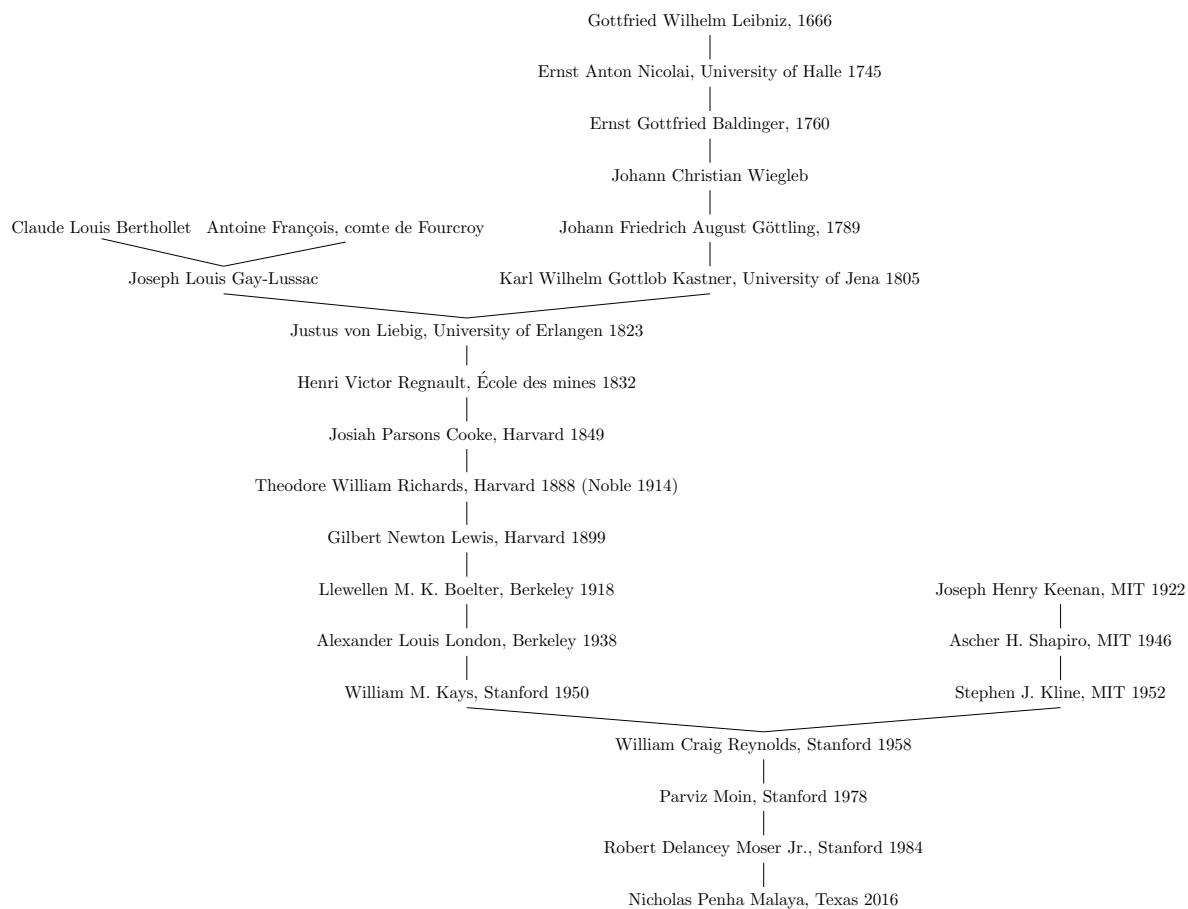 Gottfried Wilhelm Leibniz, 1666
Ernst Anton Nicolai, University of Halle 1745
Ernst Gottfried Baldinger, 1760
Johann Christian Wiegleb
Claude Louis Berthollet
Antoine François, comte de Fourcroy
Johann Friedrich August Göttling, 1789
Joseph Louis Gay-Lussac
Karl Wilhelm Gottlob Kastner, University of Jena 1805
Justus von Liebig, University of Erlangen 1823
Henri Victor Regnault, École des mines 1832
Josiah Parsons Cooke, Harvard 1849
Theodore William Richards, Harvard 1888 (Noble 1914)
Gilbert Newton Lewis, Harvard 1899
Llewellen M. K. Boelter, Berkeley 1918
Joseph Henry Keenan, MIT 1922
Alexander Louis London, Berkeley 1938
Ascher H. Shapiro, MIT 1946
William M. Kays, Stanford 1950
Stephen J. Kline, MIT 1952
William Craig Reynolds, Stanford 1958
Parviz Moin, Stanford 1978
Robert Delancey Moser Jr., Stanford 1984
Nicholas Penha Malaya, Texas 2016